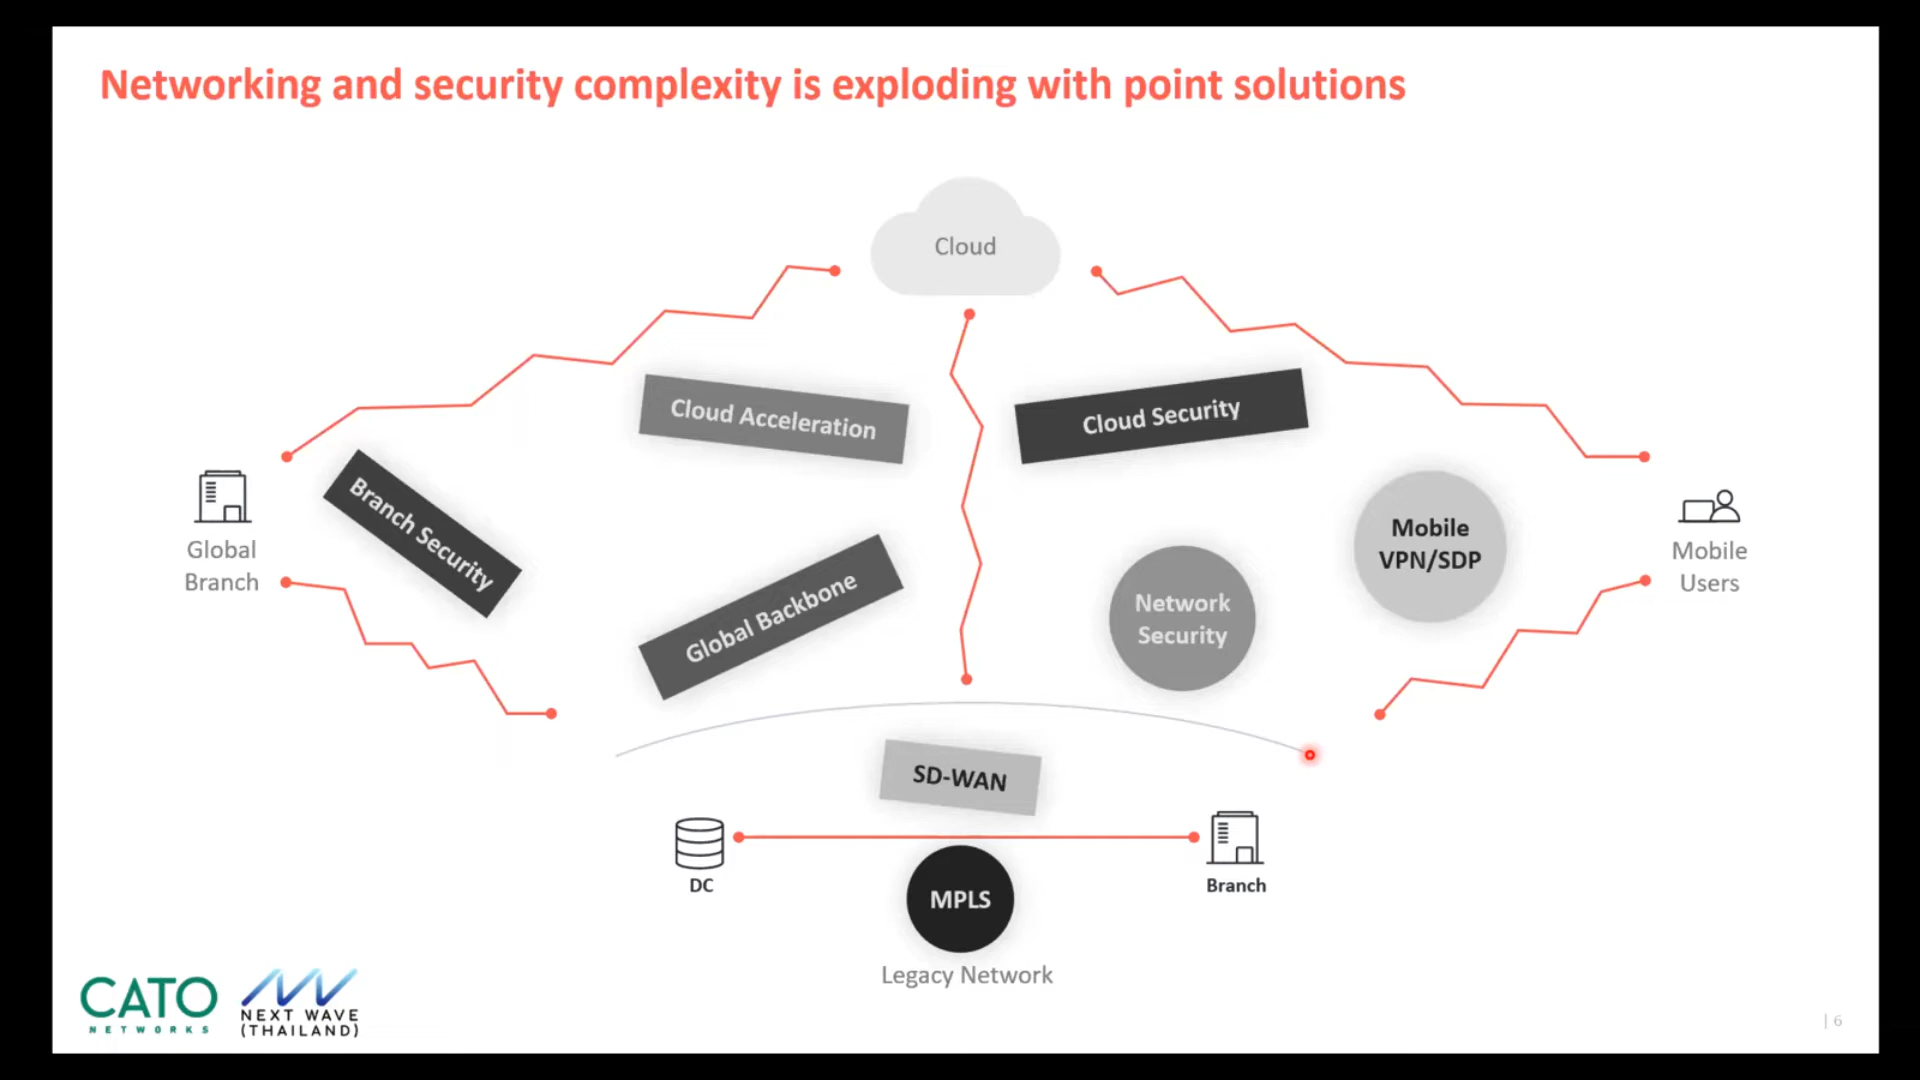 Networking and security complexity is exploding with point solutions
Cloud
Cloud Acceleration
Cloud Security
Branch Security
Global
Branch
Mobile
VPN/SDP
Mobile
Users
Global Backbone
Network
Security
SD-WAN
DC
Branch
MPLS
Legacy Network
CATO
NETWORKS
NEXT WAVE
(THAILAND)
| 6